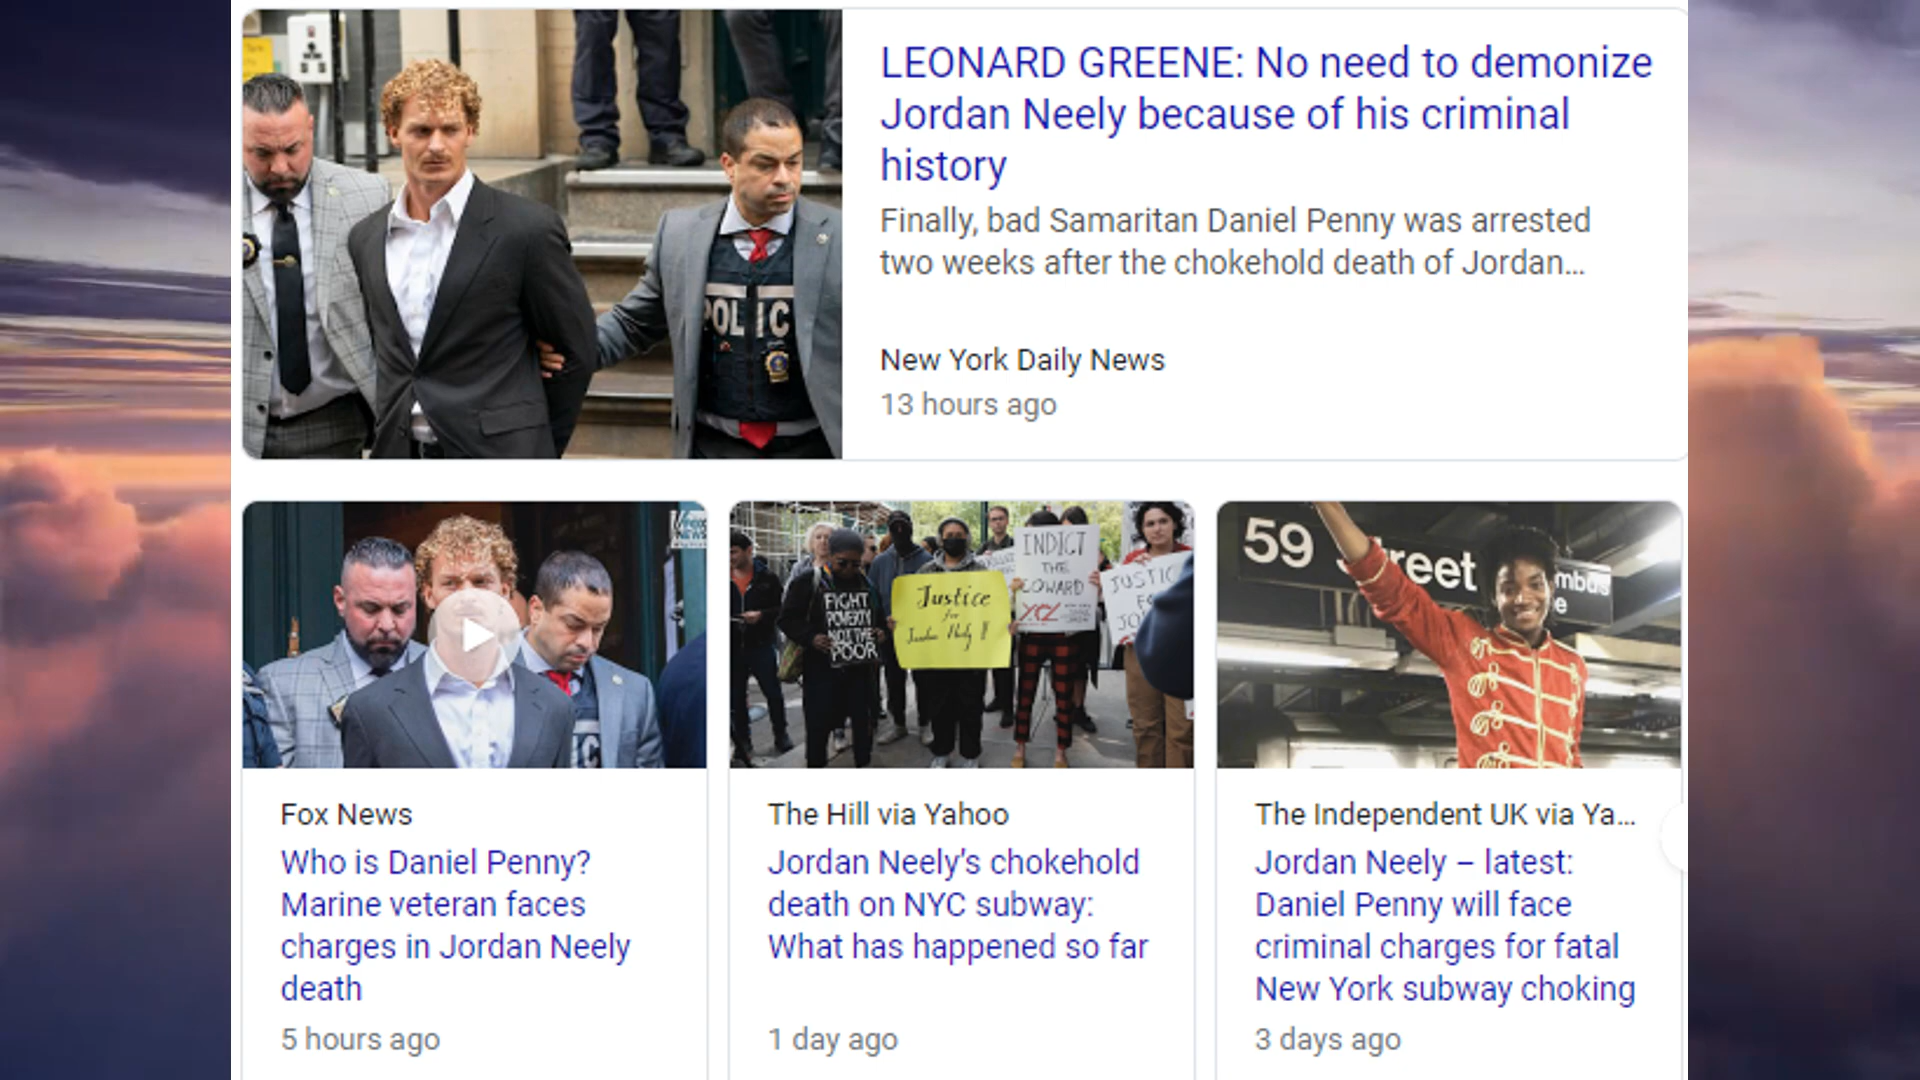 LEONARD GREENE: No need to demonize
Jordan Neely because of his criminal
history
Finally, bad Samaritan Daniel Penny was arrested
two weeks after the chokehold death of Jordan...
New York Daily News
13 hours ago
POLIC
Fox News
Who is Daniel Penny?
Marine veteran faces
charges in Jordan Neely
death
5 hours ago
FIGHT
POVERTY
NOT THE
POOR
Justice
for
INDICT
THE
COWARD
JUSTIC
The Hill via Yahoo
Jordan Neely's chokehold
death on NYC subway:
What has happened so far
1 day ago
59 Street
mbus
e
The Independent UK via Ya...
Jordan Neely – latest:
Daniel Penny will face
criminal charges for fatal
New York subway choking
3 days ago